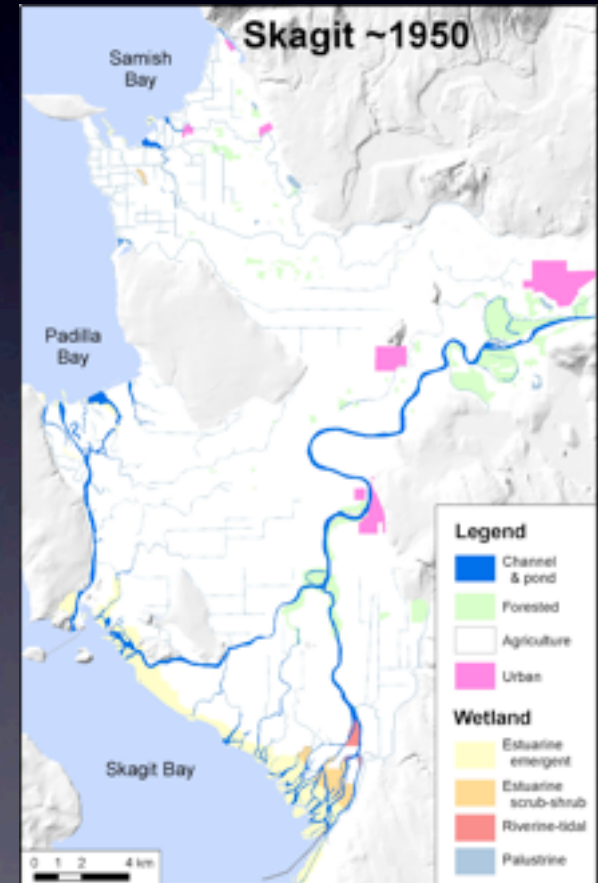 Skagit ~1950
Samish
Bay
Padilla
Bay
Skagit Bay
Legend
Channel
& pond
Forested
Agriculture
Urban
Wetland
Estuarine
emergent
Estuarine
scrub-shrub
Riverine-tidal
Palustrine
0 1 2 4 km